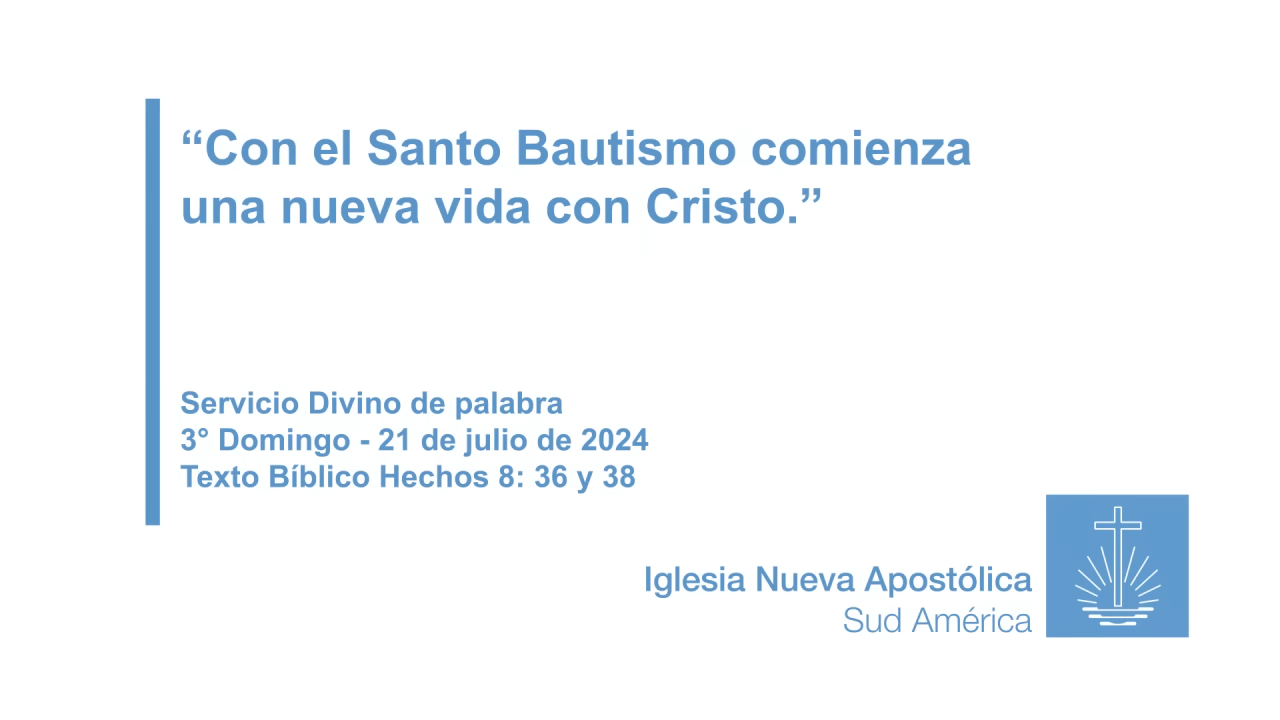 “Con el Santo Bautismo comienza
una nueva vida con Cristo.”
Servicio Divino de palabra
3° Domingo - 21 de julio de 2024
Texto Bíblico Hechos 8: 36 y 38
Iglesia Nueva Apostólica
Sud América